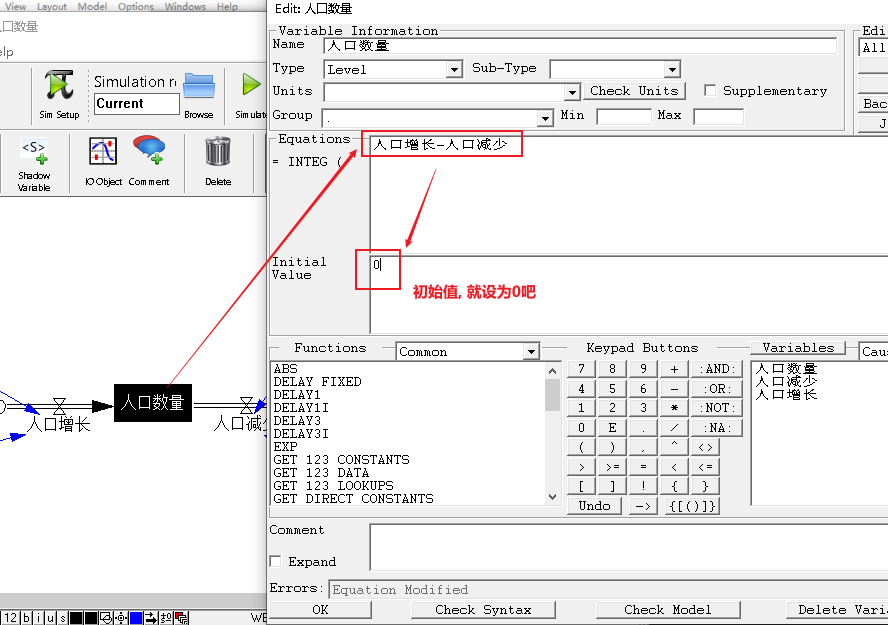 View Layout Model Options Windows Help
Edit: 人口数量
口数量
elp
Variable Information
Edi
Name 人口数量
All
Type Level Sub-Type
Units Check Units Supplementary
Group . Min Max
Bac
J
Simulation r
Current
Sim Setup
Browse
Simulat
Equations
= INTEG (
人口增长-人口减少
<S>
Shadow
Variable
IO Object
Comment
Delete
Initial
Value
0
初始值, 就设为0吧
Functions Common
Keypad Buttons
Variables
Cau
ABS
DELAY FIXED
DELAY1
DELAY1I
DELAY3
DELAY3I
EXP
GET 123 CONSTANTS
GET 123 DATA
GET 123 LOOKUPS
GET DIRECT CONSTANTS
7 8 9 + :AND:
4 5 6 - :OR:
1 2 3 * :NOT:
0 E . / :NA:
( ) , ^ <>
> >= = < <=
[ ] ! { }
Undo -> {[()]}
人口数量
人口减少
人口增长
人口增长
人口数量
人口减少
Comment
Expand
Errors: Equation Modified
OK Check Syntax Check Model Delete Varia
12 b i u s
WE